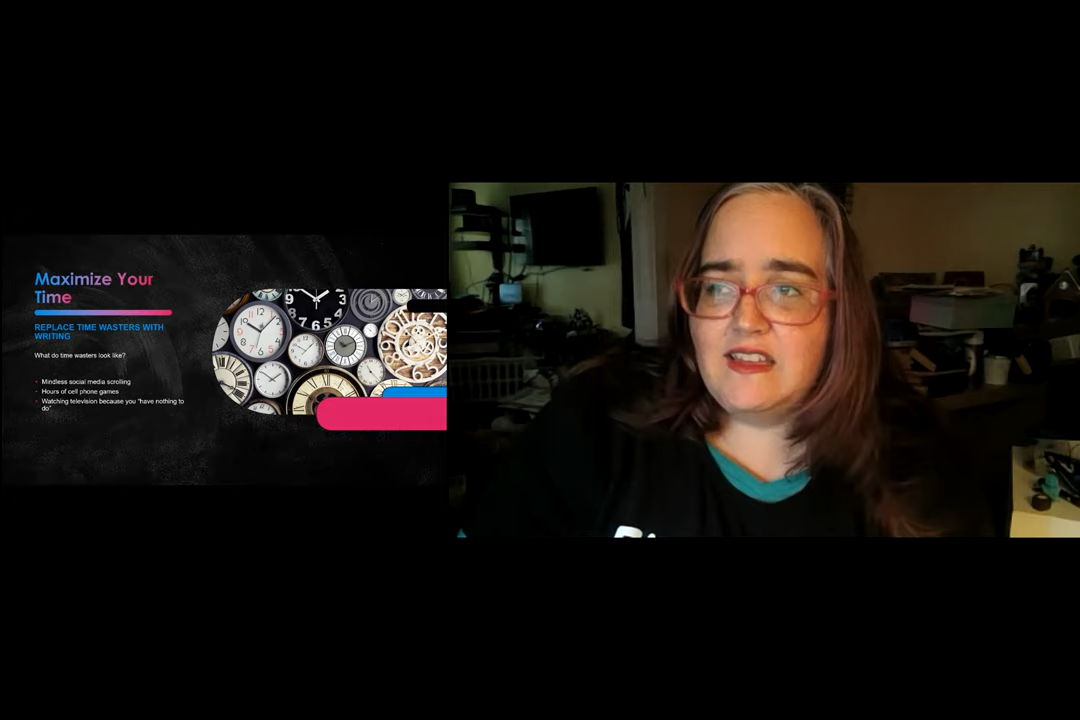 Maximize Your
Time
REPLACE TIME WASTERS WITH
WRITING
What do time wasters look like?
Mindless social media scrolling
Hours of cell phone games
Watching television because you "have nothing to
do"